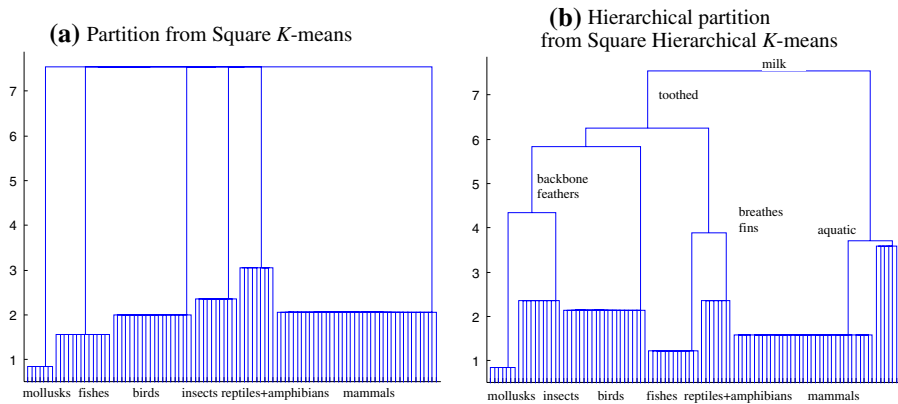 (a) Partition from Square K-means
7
6
5
4
3
2
1
mollusks fishes birds insects reptiles+amphibians mammals
(b) Hierarchical partition
from Square Hierarchical K-means
7
6
5
4
3
2
1
milk
toothed
backbone
feathers
breathes
fins
aquatic
mollusks insects birds fishes reptiles+amphibians mammals